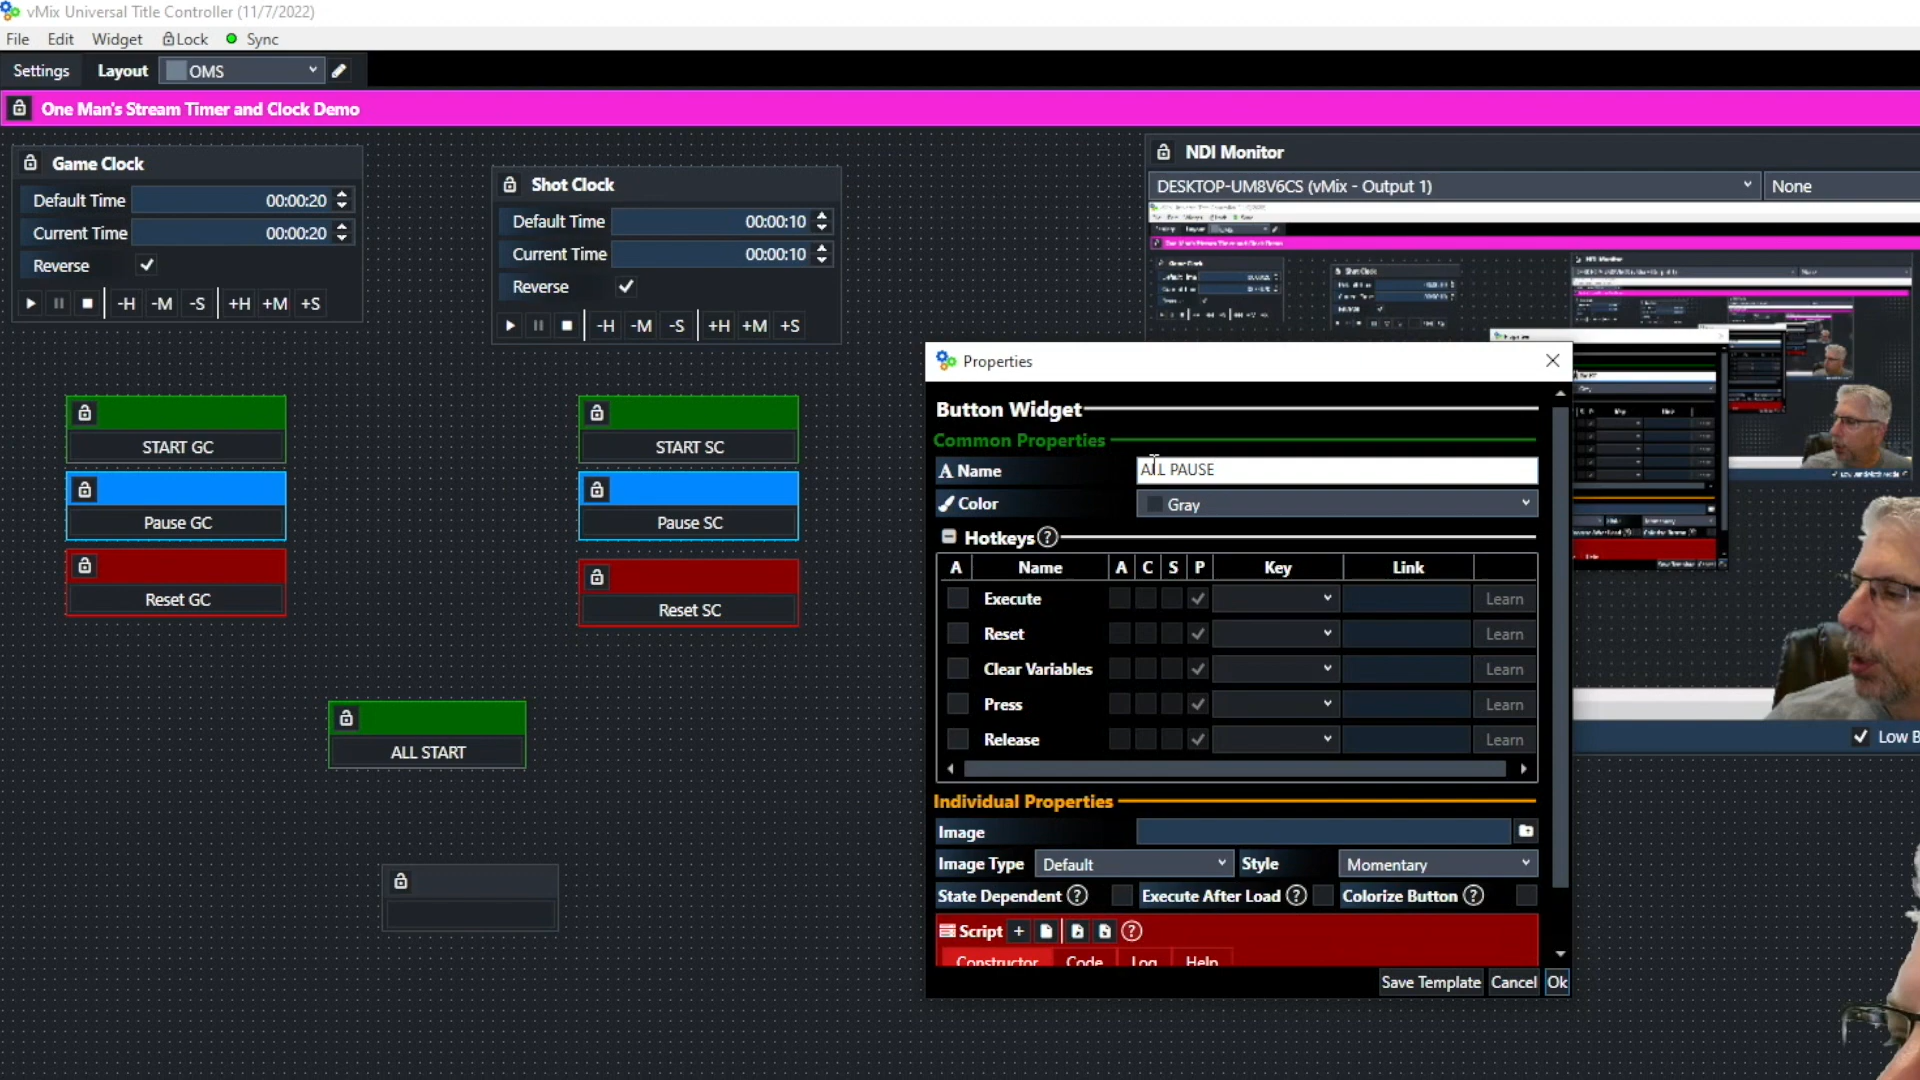 vMix Universal Title Controller (11/7/2022)
File Edit Widget Lock Sync
Settings Layout OMS
One Man's Stream Timer and Clock Demo
Game Clock
Default Time 00:00:20
Current Time 00:00:20
Reverse
-H -M -S +H +M +S
Shot Clock
Default Time 00:00:10
Current Time 00:00:10
Reverse
-H -M -S +H +M +S
NDI Monitor
DESKTOP-UM8V6CS (vMix - Output 1) None
START GC
Pause GC
Reset GC
START SC
Pause SC
Reset SC
ALL START
Properties
Button Widget
Common Properties
A Name ALL PAUSE
Color Gray
Hotkeys ?
A Name A C S P Key Link
Execute Learn
Reset Learn
Clear Variables Learn
Press Learn
Release Learn
Individual Properties
Image
Image Type Default Style Momentary
State Dependent ? Execute After Load ? Colorize Button ?
Script + ?
Constructor Code Log Help
Save Template Cancel Ok
Low B